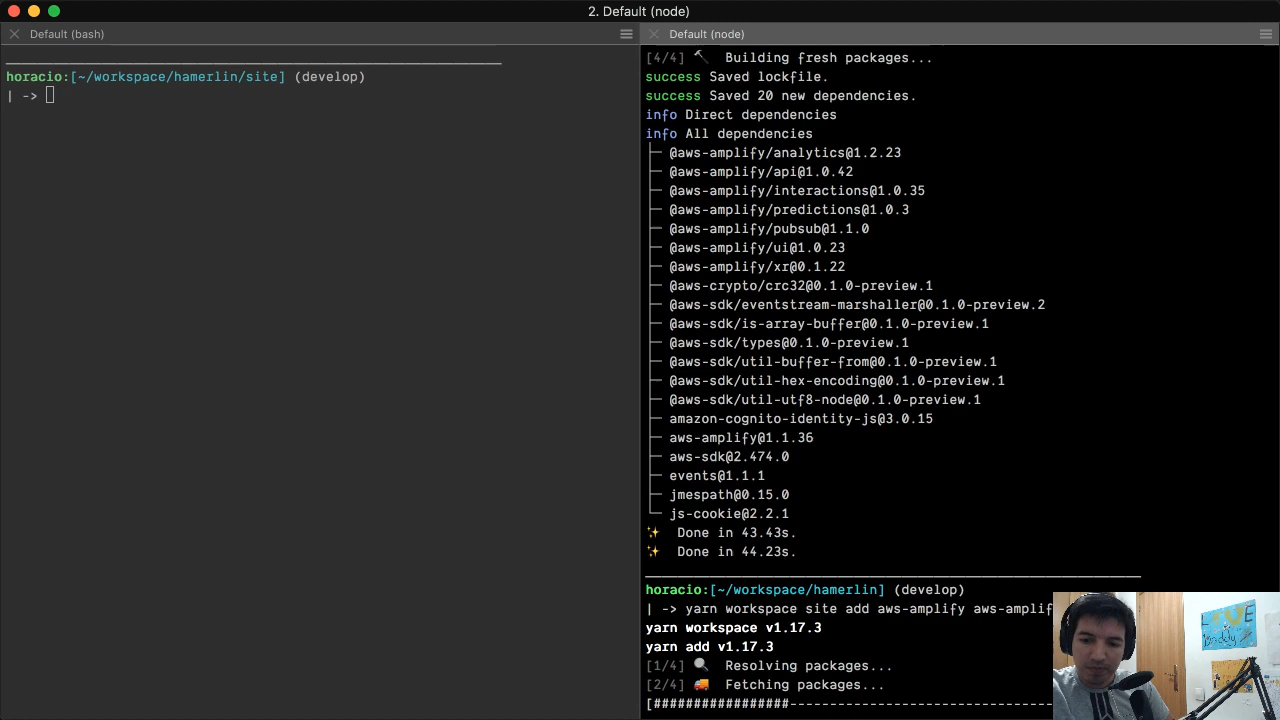 2. Default (node)
Default (bash)
horacio:[~/workspace/hamerlin/site] (develop)
| ->
Default (node)
[4/4] 🔨 Building fresh packages...
success Saved lockfile.
success Saved 20 new dependencies.
info Direct dependencies
info All dependencies
├─ @aws-amplify/analytics@1.2.23
├─ @aws-amplify/api@1.0.42
├─ @aws-amplify/interactions@1.0.35
├─ @aws-amplify/predictions@1.0.3
├─ @aws-amplify/pubsub@1.1.0
├─ @aws-amplify/ui@1.0.23
├─ @aws-amplify/xr@0.1.22
├─ @aws-crypto/crc32@0.1.0-preview.1
├─ @aws-sdk/eventstream-marshaller@0.1.0-preview.2
├─ @aws-sdk/is-array-buffer@0.1.0-preview.1
├─ @aws-sdk/types@0.1.0-preview.1
├─ @aws-sdk/util-buffer-from@0.1.0-preview.1
├─ @aws-sdk/util-hex-encoding@0.1.0-preview.1
├─ @aws-sdk/util-utf8-node@0.1.0-preview.1
├─ amazon-cognito-identity-js@3.0.15
├─ aws-amplify@1.1.36
├─ aws-sdk@2.474.0
├─ events@1.1.1
├─ jmespath@0.15.0
└─ js-cookie@2.2.1
✨ Done in 43.43s.
✨ Done in 44.23s.
horacio:[~/workspace/hamerlin] (develop)
| -> yarn workspace site add aws-amplify aws-amplif
yarn workspace v1.17.3
yarn add v1.17.3
[1/4] 🔍 Resolving packages...
[2/4] 🚚 Fetching packages...
[#################---------------------------------